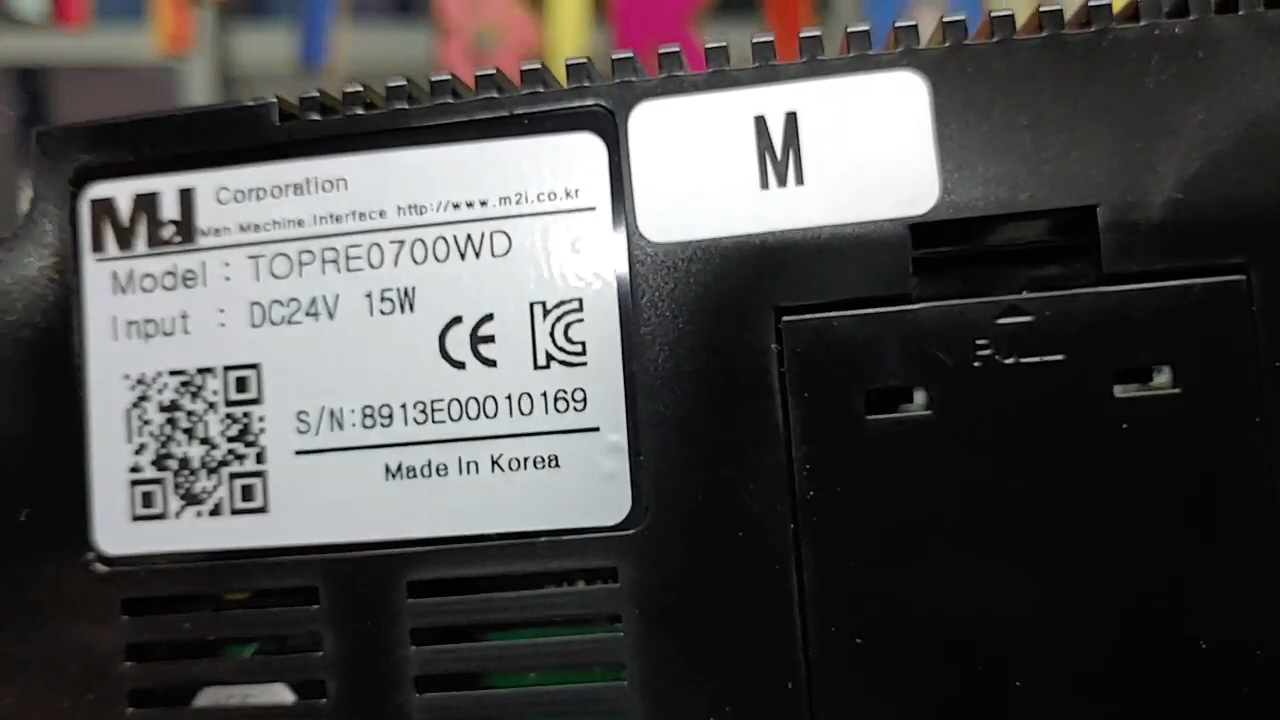 M2I Corporation
Man.Machine.Interface http://www.m2i.co.kr
Model : TOPRE0700WD
Input : DC24V 15W
CE KC
S/N:8913E00010169
Made In Korea
M
PULL